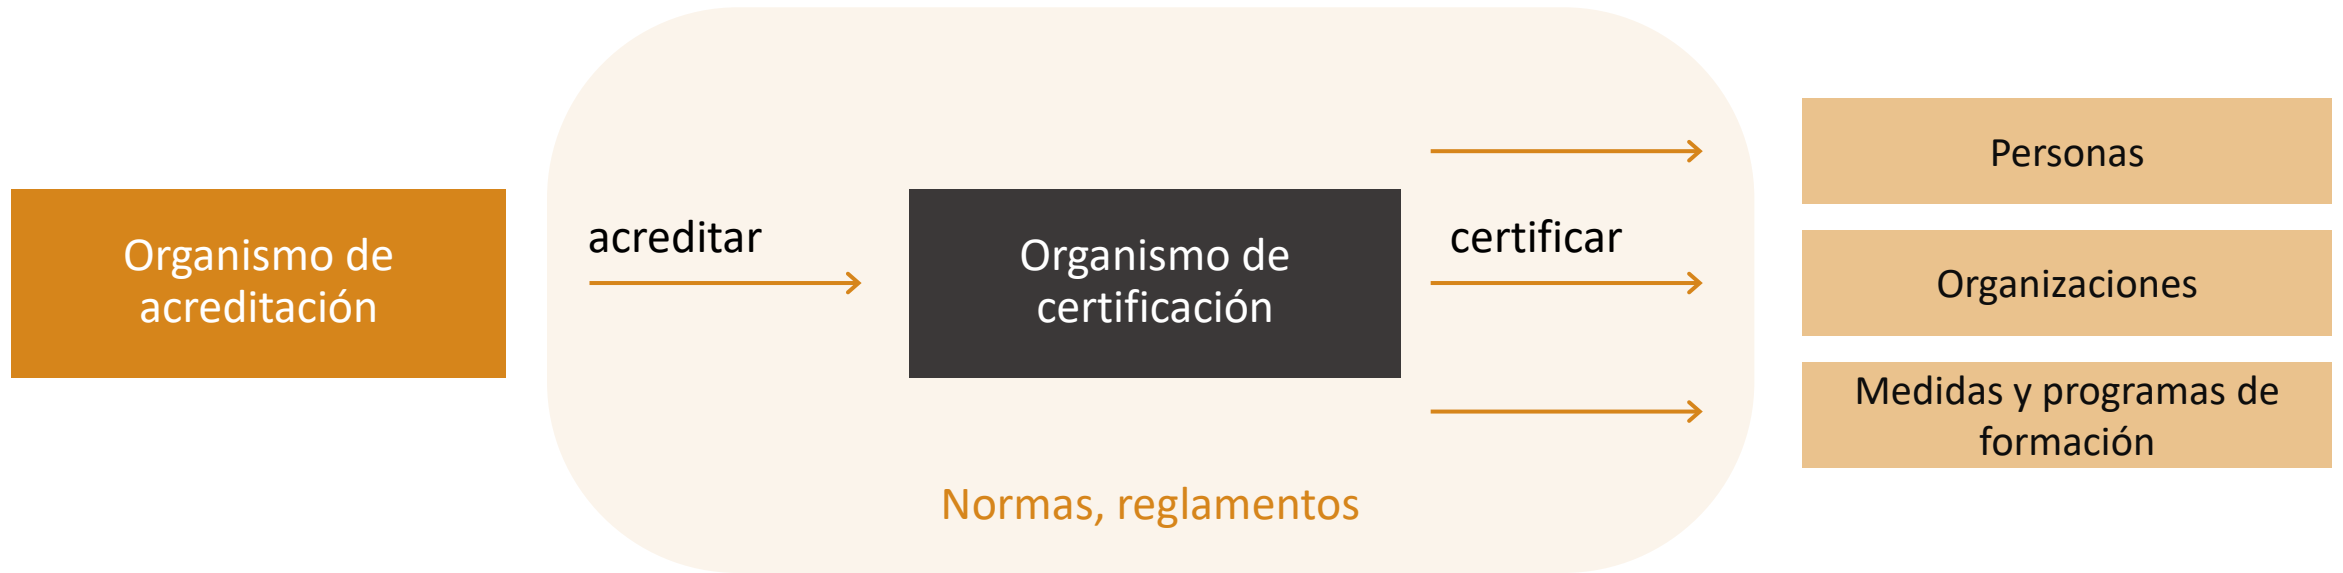 Organismo de
acreditación
acreditar
Organismo de
certificación
certificar
Personas
Organizaciones
Medidas y programas de
formación
Normas, reglamentos